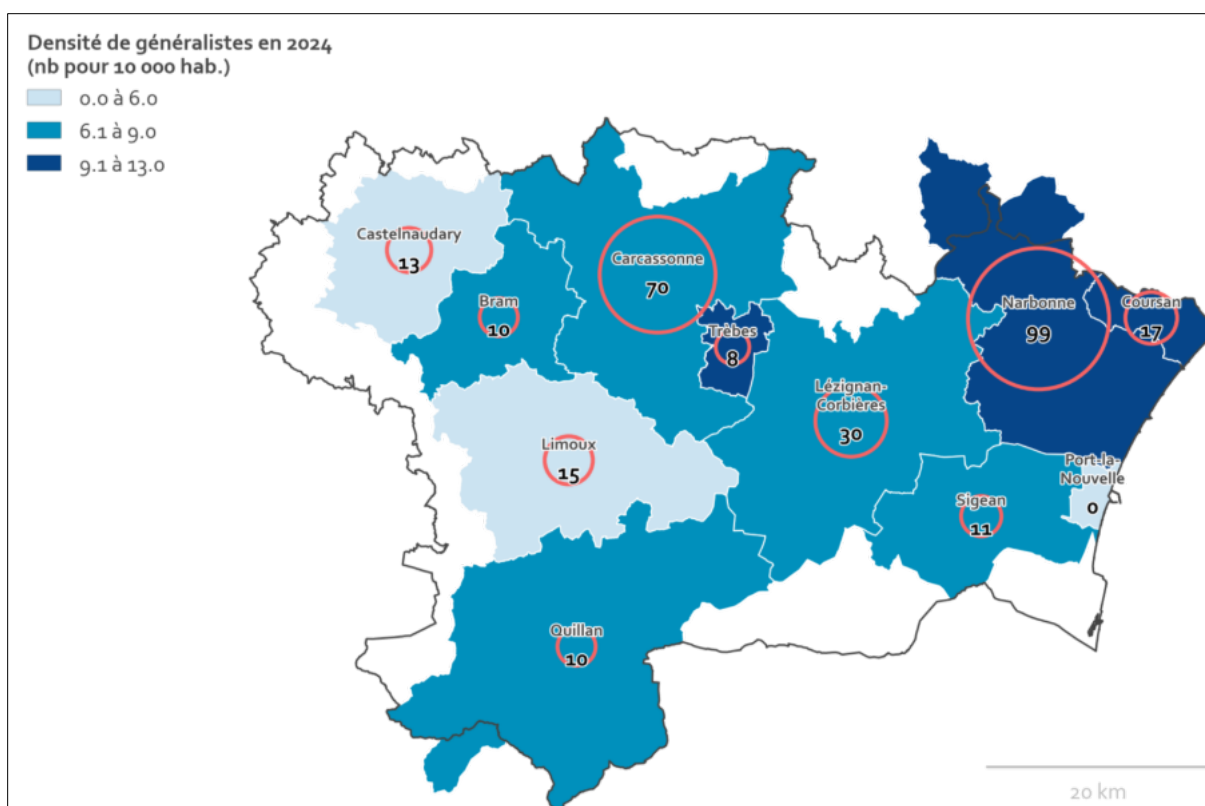 Densité de généralistes en 2024
(nb pour 10 000 hab.)
0.0 à 6.0
6.1 à 9.0
9.1 à 13.0
Castelnaudary
13
Carcassonne
70
Bram
10
Trèbes
8
Narbonne
99
Coursan
17
Lézignan-
Corbières
30
Limoux
15
Port-la-
Nouvelle
0
Sigean
11
Quillan
10
20 km